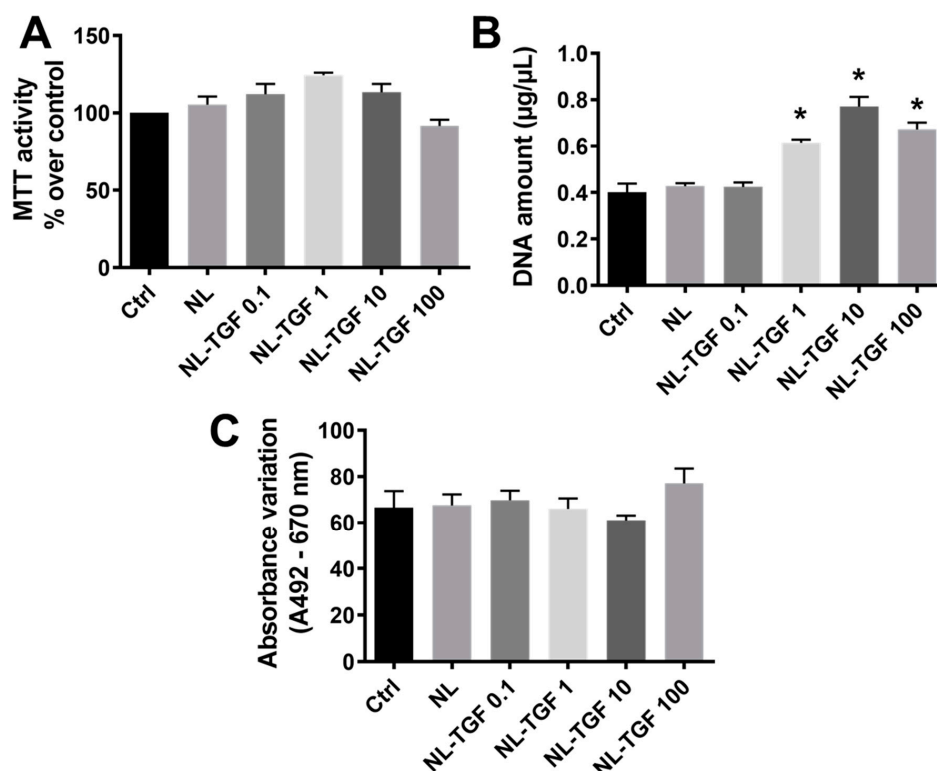 A
MTT activity
% over control
150
100
50
0
Ctrl
NL
NL-TGF 0.1
NL-TGF 1
NL-TGF 10
NL-TGF 100
B
DNA amount (µg/µL)
1.0
0.8
0.6
0.4
0.2
0.0
*
*
*
Ctrl
NL
NL-TGF 0.1
NL-TGF 1
NL-TGF 10
NL-TGF 100
C
Absorbance variation
(A492 - 670 nm)
100
80
60
40
20
0
Ctrl
NL
NL-TGF 0.1
NL-TGF 1
NL-TGF 10
NL-TGF 100